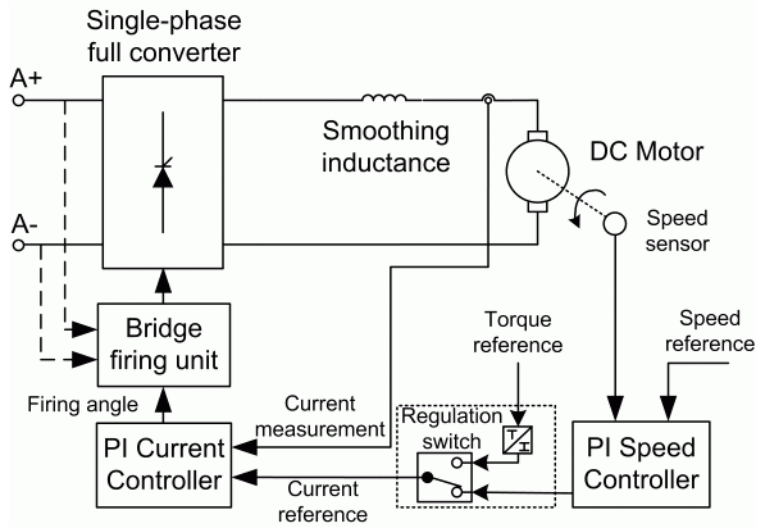 Single-phase
full converter
A+
Smoothing
inductance
DC Motor
A-
Speed
sensor
Bridge
firing unit
Torque
reference
Speed
reference
Firing angle
Current
measurement
Regulation
switch
T
I
PI Current
Controller
PI Speed
Controller
Current
reference